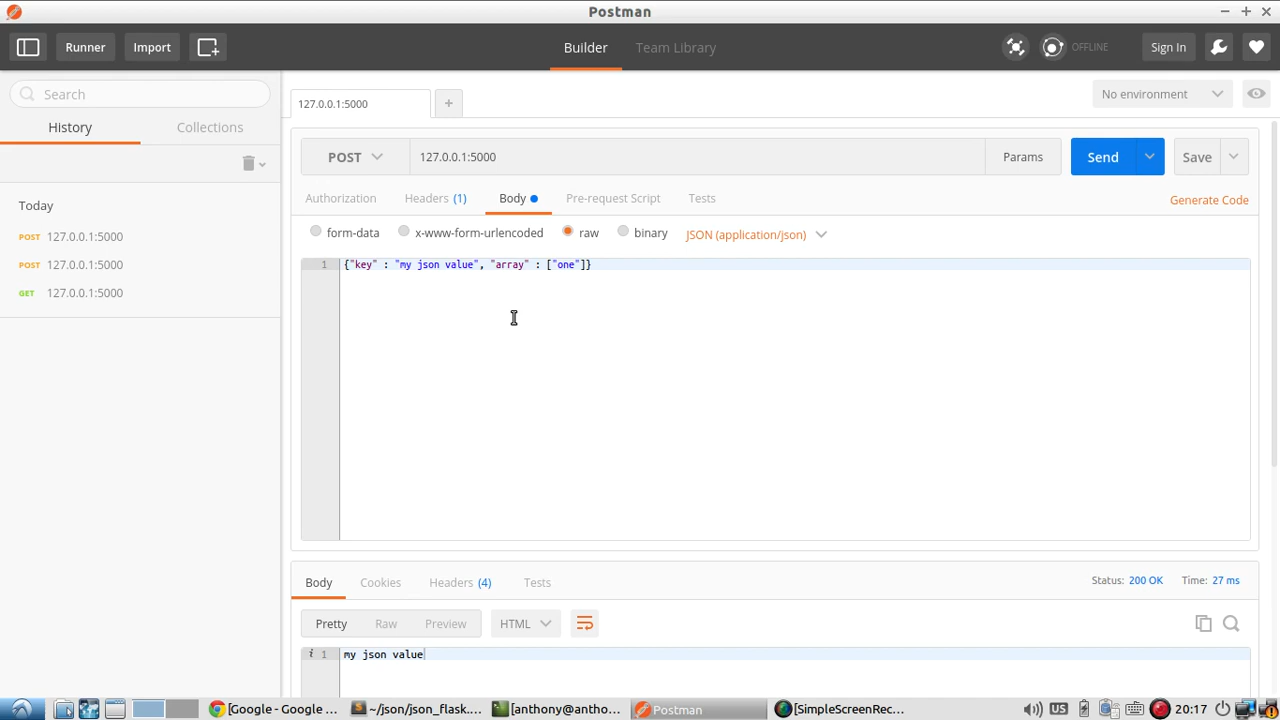 Postman
Runner
Import
Builder
Team Library
OFFLINE
Sign In
Search
History
Collections
Today
POST 127.0.0.1:5000
POST 127.0.0.1:5000
GET 127.0.0.1:5000
127.0.0.1:5000
+
No environment
POST
127.0.0.1:5000
Params
Send
Save
Authorization
Headers (1)
Body
Pre-request Script
Tests
Generate Code
form-data
x-www-form-urlencoded
raw
binary
JSON (application/json)
1 {"key" : "my json value", "array" : ["one"]}
Body
Cookies
Headers (4)
Tests
Status: 200 OK
Time: 27 ms
Pretty
Raw
Preview
HTML
i 1 my json value
[Google - Google ...
~/json/json_flask....
[anthony@antho...
Postman
[SimpleScreenRec...
US
20:17